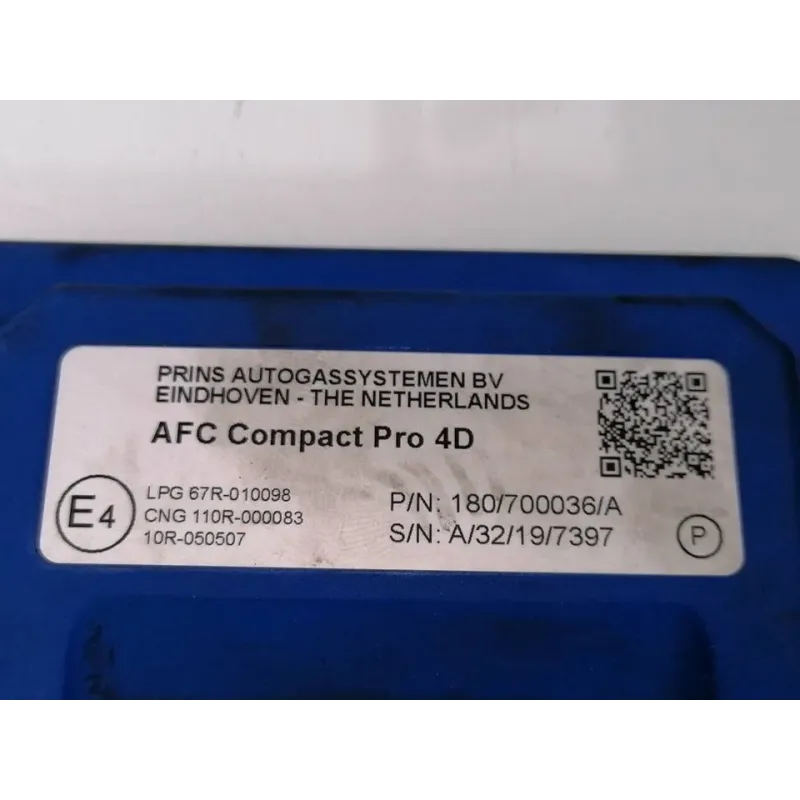 PRINS AUTOGASSYSTEMEN BV
EINDHOVEN - THE NETHERLANDS
AFC Compact Pro 4D
E4
LPG 67R-010098
CNG 110R-000083
10R-050507
P/N: 180/700036/A
S/N: A/32/19/7397
P